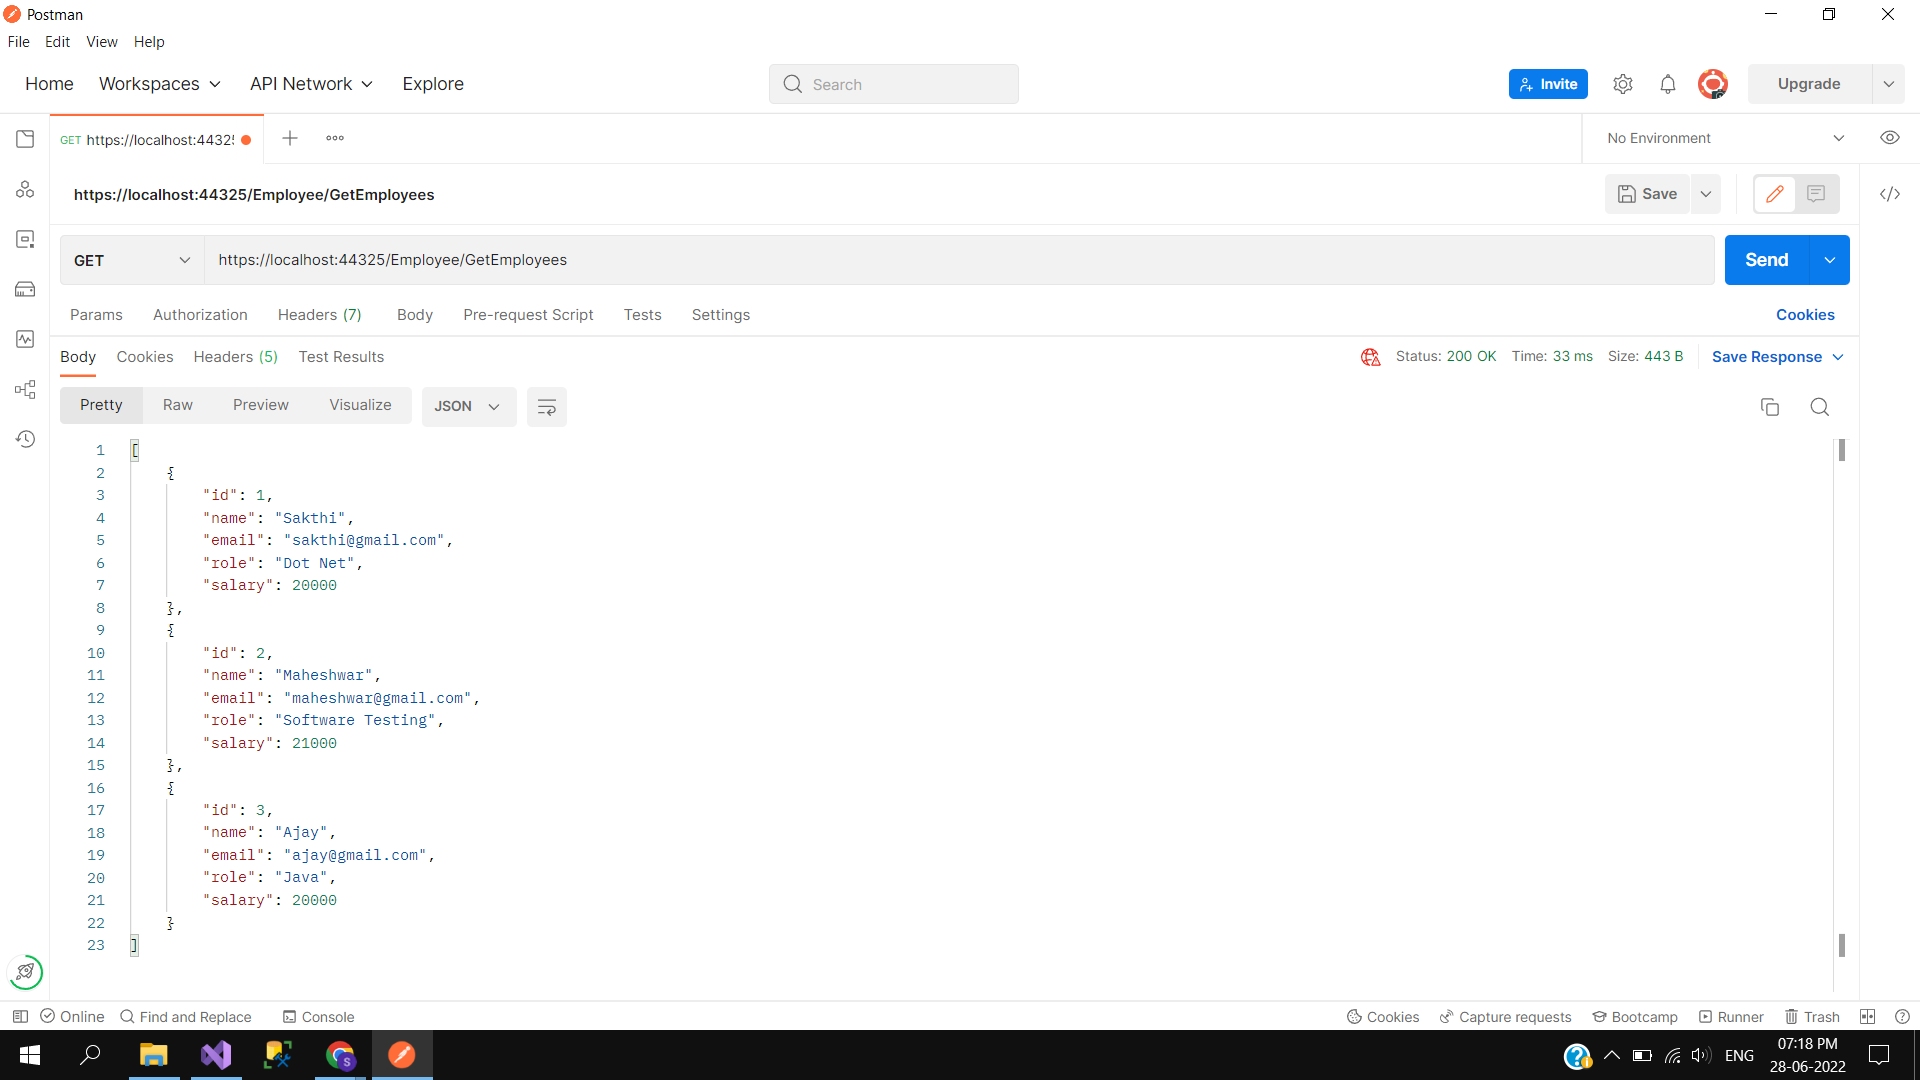 Postman
File Edit View Help
Home Workspaces API Network Explore Search Invite Upgrade
GET https://localhost:4432 No Environment
https://localhost:44325/Employee/GetEmployees Save
GET https://localhost:44325/Employee/GetEmployees Send
Params Authorization Headers (7) Body Pre-request Script Tests Settings Cookies
Body Cookies Headers (5) Test Results Status: 200 OK Time: 33 ms Size: 443 B Save Response
Pretty Raw Preview Visualize JSON
1 [
2 {
3 "id": 1,
4 "name": "Sakthi",
5 "email": "sakthi@gmail.com",
6 "role": "Dot Net",
7 "salary": 20000
8 },
9 {
10 "id": 2,
11 "name": "Maheshwar",
12 "email": "maheshwar@gmail.com",
13 "role": "Software Testing",
14 "salary": 21000
15 },
16 {
17 "id": 3,
18 "name": "Ajay",
19 "email": "ajay@gmail.com",
20 "role": "Java",
21 "salary": 20000
22 }
23 ]
Online Find and Replace Console Cookies Capture requests Bootcamp Runner Trash
S ENG 07:18 PM
28-06-2022